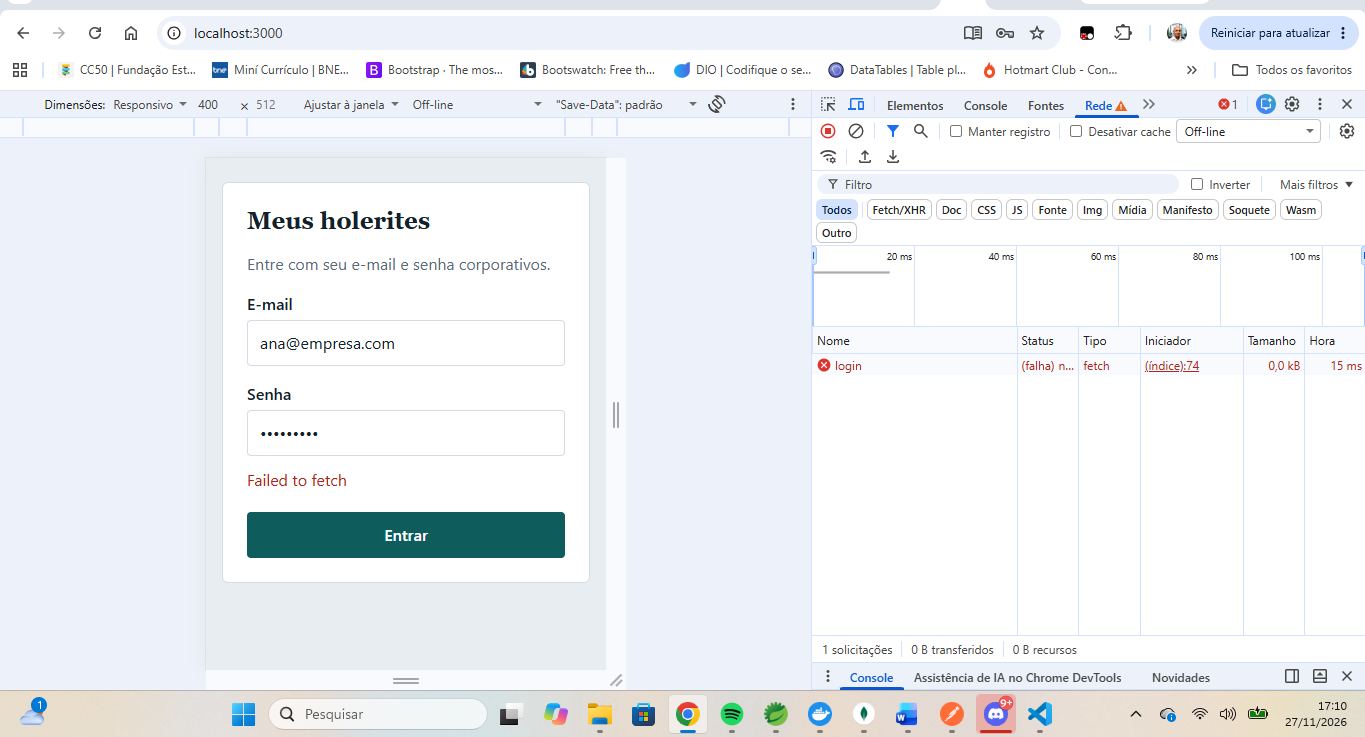 localhost:3000
Reiniciar para atualizar
CC50 | Fundação Est...
bne
Miní Currículo | BNE...
B
Bootstrap · The mos...
Bootswatch: Free th...
DIO | Codifique o se...
DataTables | Table pl...
Hotmart Club - Con...
Todos os favoritos
Dimensões: Responsivo 400 × 512 Ajustar à janela Off-line "Save-Data": padrão
Meus holerites
Entre com seu e-mail e senha corporativos.
E-mail
ana@empresa.com
Senha
•••••••••
Failed to fetch
Entrar
Elementos Console Fontes Rede 1
Manter registro Desativar cache Off-line
Filtro Inverter Mais filtros
Todos Fetch/XHR Doc CSS JS Fonte Img Mídia Manifesto Soquete Wasm
Outro
20 ms 40 ms 60 ms 80 ms 100 ms
Nome Status Tipo Iniciador Tamanho Hora
login (falha) n... fetch (índice):74 0,0 kB 15 ms
1 solicitações 0 B transferidos 0 B recursos
Console Assistência de IA no Chrome DevTools Novidades
1
Pesquisar
9+
17:10
27/11/2026